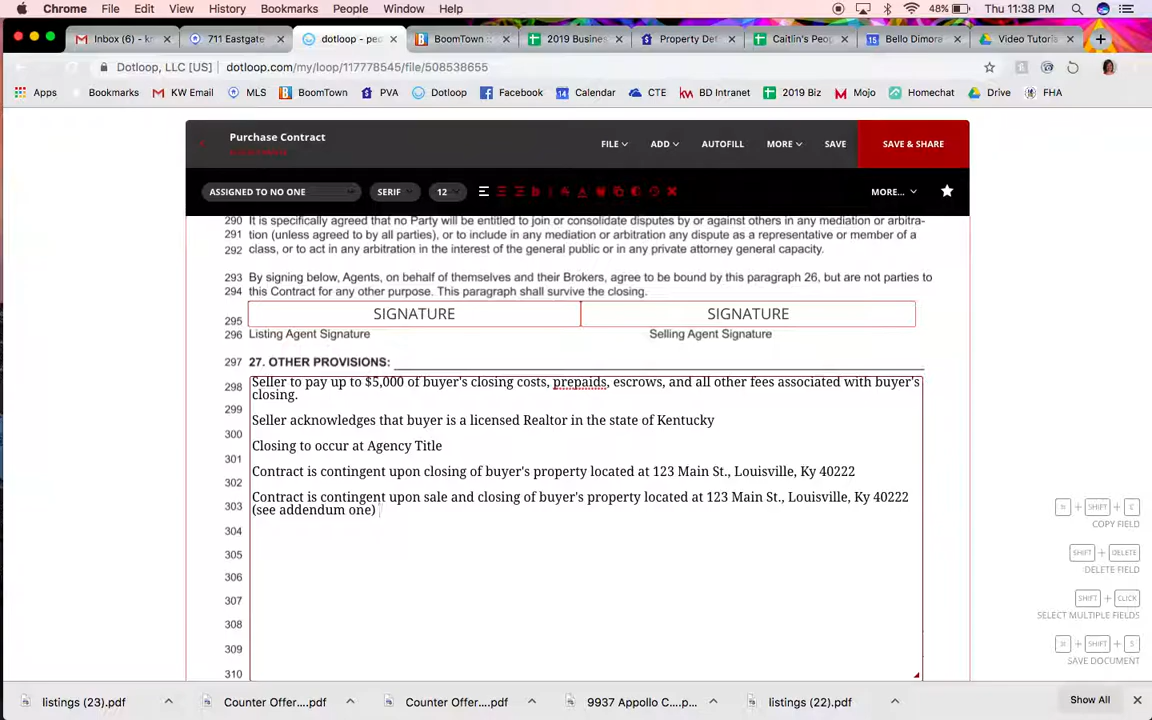 Chrome File Edit View History Bookmarks People Window Help 48% Thu 11:38 PM
Inbox (6) - kr 711 Eastgate dotloop - peo BoomTown 2019 Busines Property Det Caitlin's Peop Bello Dimora Video Tutoria
Dotloop, LLC [US] dotloop.com/my/loop/117778545/file/508538655
Apps Bookmarks KW Email MLS BoomTown PVA Dotloop Facebook Calendar CTE BD Intranet 2019 Biz Mojo Homechat Drive FHA
Purchase Contract
FILE ADD AUTOFILL MORE SAVE SAVE & SHARE
ASSIGNED TO NO ONE SERIF 12 MORE...
290 It is specifically agreed that no Party will be entitled to join or consolidate disputes by or against others in any mediation or arbitra-
291 tion (unless agreed to by all parties), or to include in any mediation or arbitration any dispute as a representative or member of a
292 class, or to act in any arbitration in the interest of the general public or in any private attorney general capacity.
293 By signing below, Agents, on behalf of themselves and their Brokers, agree to be bound by this paragraph 26, but are not parties to
294 this Contract for any other purpose. This paragraph shall survive the closing.
295 SIGNATURE SIGNATURE
296 Listing Agent Signature Selling Agent Signature
297 27. OTHER PROVISIONS:
298 Seller to pay up to $5,000 of buyer's closing costs, prepaids, escrows, and all other fees associated with buyer's
closing.
299
Seller acknowledges that buyer is a licensed Realtor in the state of Kentucky
300
Closing to occur at Agency Title
301
Contract is contingent upon closing of buyer's property located at 123 Main St., Louisville, Ky 40222
302
Contract is contingent upon sale and closing of buyer's property located at 123 Main St., Louisville, Ky 40222
303 (see addendum one)
304
305
306
307
308
309
310
SHIFT + C
COPY FIELD
SHIFT + DELETE
DELETE FIELD
SHIFT + CLICK
SELECT MULTIPLE FIELDS
SHIFT + S
SAVE DOCUMENT
listings (23).pdf Counter Offer....pdf Counter Offer....pdf 9937 Appollo C....p... listings (22).pdf Show All